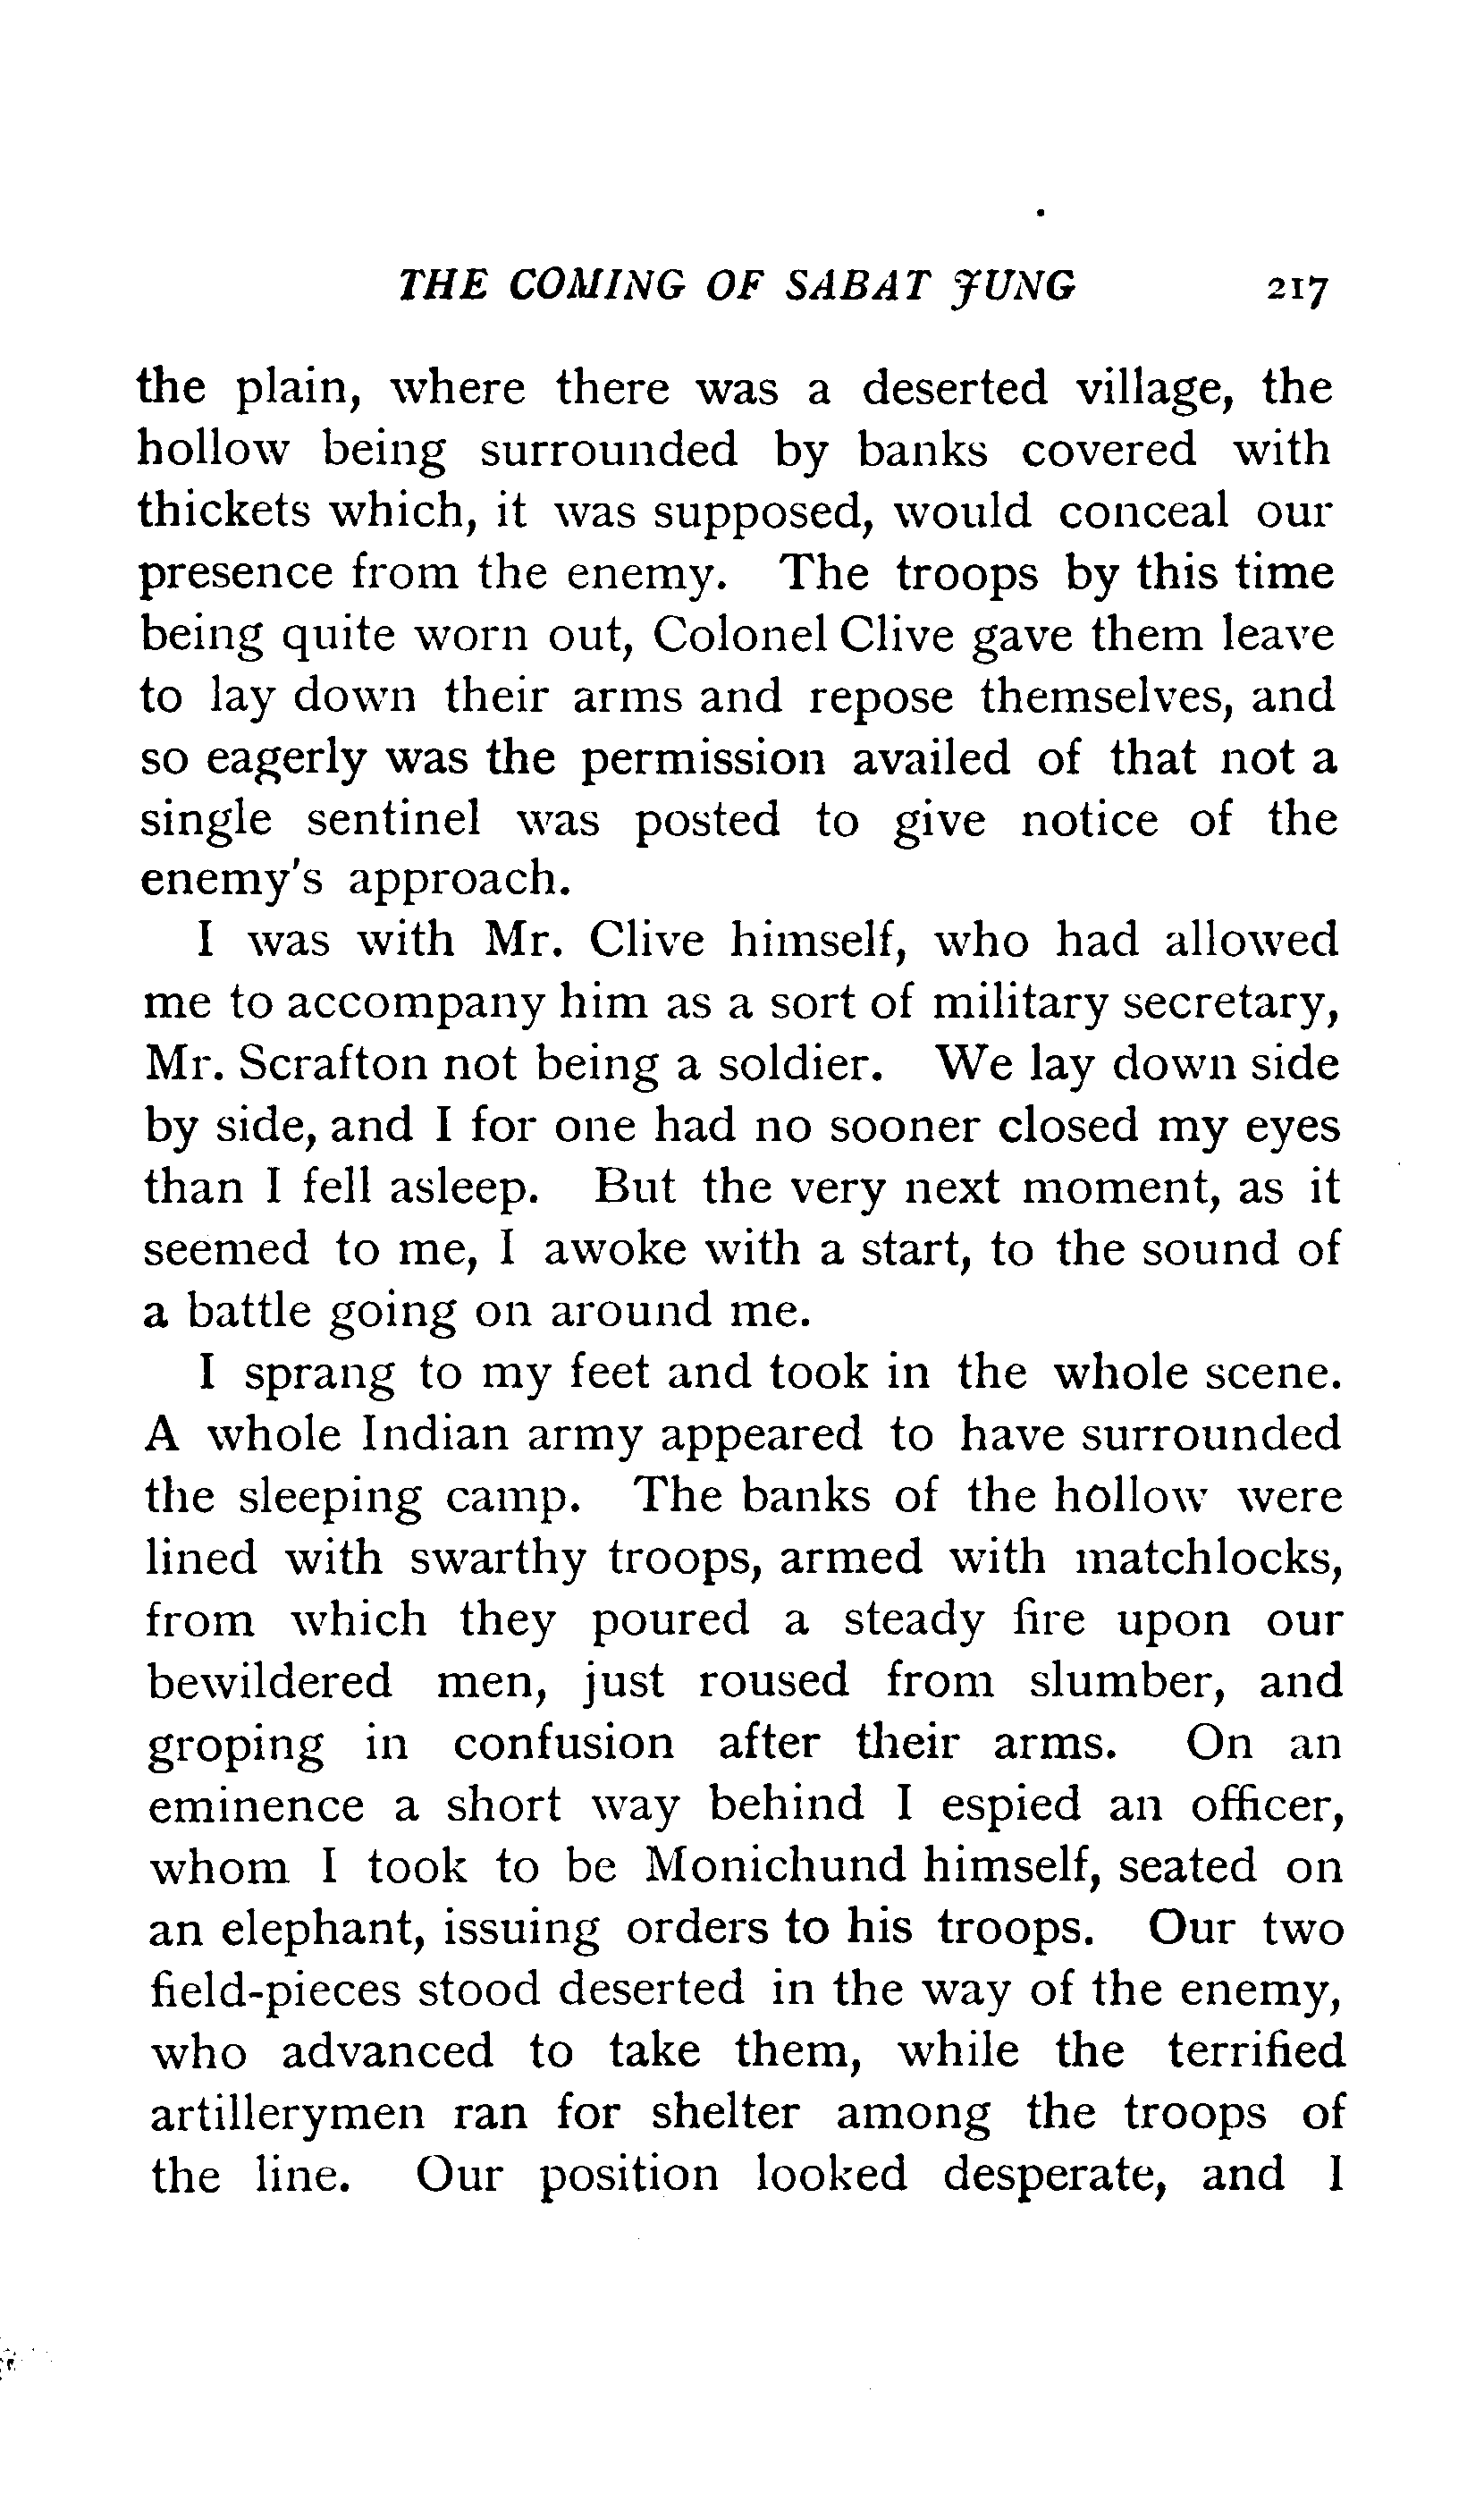 THE COMING OF SABAT JUNG 217
the plain, where there was a deserted village, the
hollow being surrounded by banks covered with
thickets which, it was supposed, would conceal our
presence from the enemy. The troops by this time
being quite worn out, Colonel Clive gave them leave
to lay down their arms and repose themselves, and
so eagerly was the permission availed of that not a
single sentinel was posted to give notice of the
enemy's approach.
I was with Mr. Clive himself, who had allowed
me to accompany him as a sort of military secretary,
Mr. Scrafton not being a soldier. We lay down side
by side, and I for one had no sooner closed my eyes
than I fell asleep. But the very next moment, as it
seemed to me, I awoke with a start, to the sound of
a battle going on around me.
I sprang to my feet and took in the whole scene.
A whole Indian army appeared to have surrounded
the sleeping camp. The banks of the hollow were
lined with swarthy troops, armed with matchlocks,
from which they poured a steady fire upon our
bewildered men, just roused from slumber, and
groping in confusion after their arms. On an
eminence a short way behind I espied an officer,
whom I took to be Monichund himself, seated on
an elephant, issuing orders to his troops. Our two
field-pieces stood deserted in the way of the enemy,
who advanced to take them, while the terrified
artillerymen ran for shelter among the troops of
the line. Our position looked desperate, and I